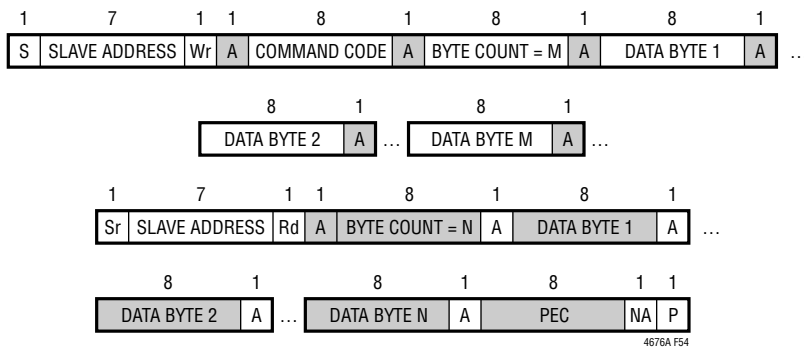 1 7 1 1 8 1 8 1 8 1
S SLAVE ADDRESS Wr A COMMAND CODE A BYTE COUNT = M A DATA BYTE 1 A …
8 1 8 1
DATA BYTE 2 A … DATA BYTE M A …
1 7 1 1 8 1 8 1
Sr SLAVE ADDRESS Rd A BYTE COUNT = N A DATA BYTE 1 A …
8 1 8 1 8 1 1
DATA BYTE 2 A … DATA BYTE N A PEC NA P
4676A F54